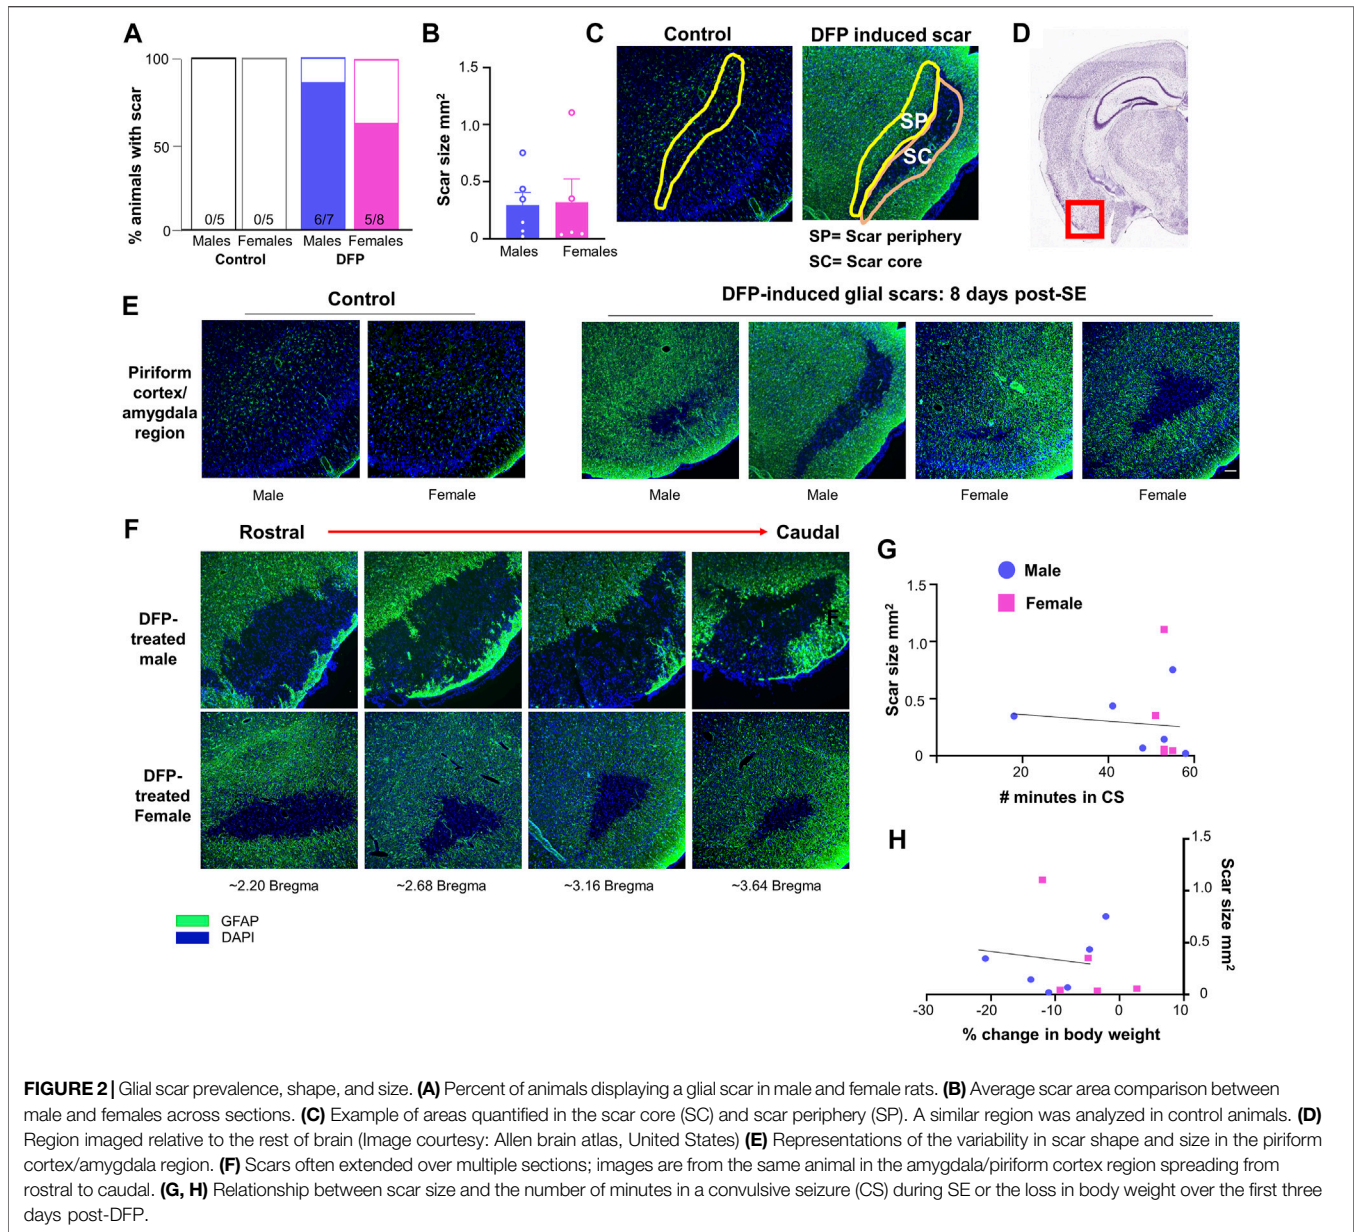 A
% animals with scar
100
50
0
0/5
0/5
6/7
5/8
Males Females
Males Females
Control
DFP
B
Scar size mm²
1.5
1.0
0.5
0
Males
Females
C
Control
DFP induced scar
SP
SC
SP= Scar periphery
SC= Scar core
D
E
Control
DFP-induced glial scars: 8 days post-SE
Piriform
cortex/
amygdala
region
Male
Female
Male
Male
Female
Female
F
Rostral
Caudal
DFP-
treated
male
F.
DFP-
treated
Female
~2.20 Bregma
~2.68 Bregma
~3.16 Bregma
~3.64 Bregma
GFAP
DAPI
G
Male
Female
Scar size mm²
1.5
1.0
0.5
0
20
40
60
# minutes in CS
H
1.5
1.0
0.5
0
Scar size mm²
-30
-20
-10
0
10
% change in body weight
FIGURE 2 | Glial scar prevalence, shape, and size. (A) Percent of animals displaying a glial scar in male and female rats. (B) Average scar area comparison between
male and females across sections. (C) Example of areas quantified in the scar core (SC) and scar periphery (SP). A similar region was analyzed in control animals. (D)
Region imaged relative to the rest of brain (Image courtesy: Allen brain atlas, United States) (E) Representations of the variability in scar shape and size in the piriform
cortex/amygdala region. (F) Scars often extended over multiple sections; images are from the same animal in the amygdala/piriform cortex region spreading from
rostral to caudal. (G, H) Relationship between scar size and the number of minutes in a convulsive seizure (CS) during SE or the loss in body weight over the first three
days post-DFP.